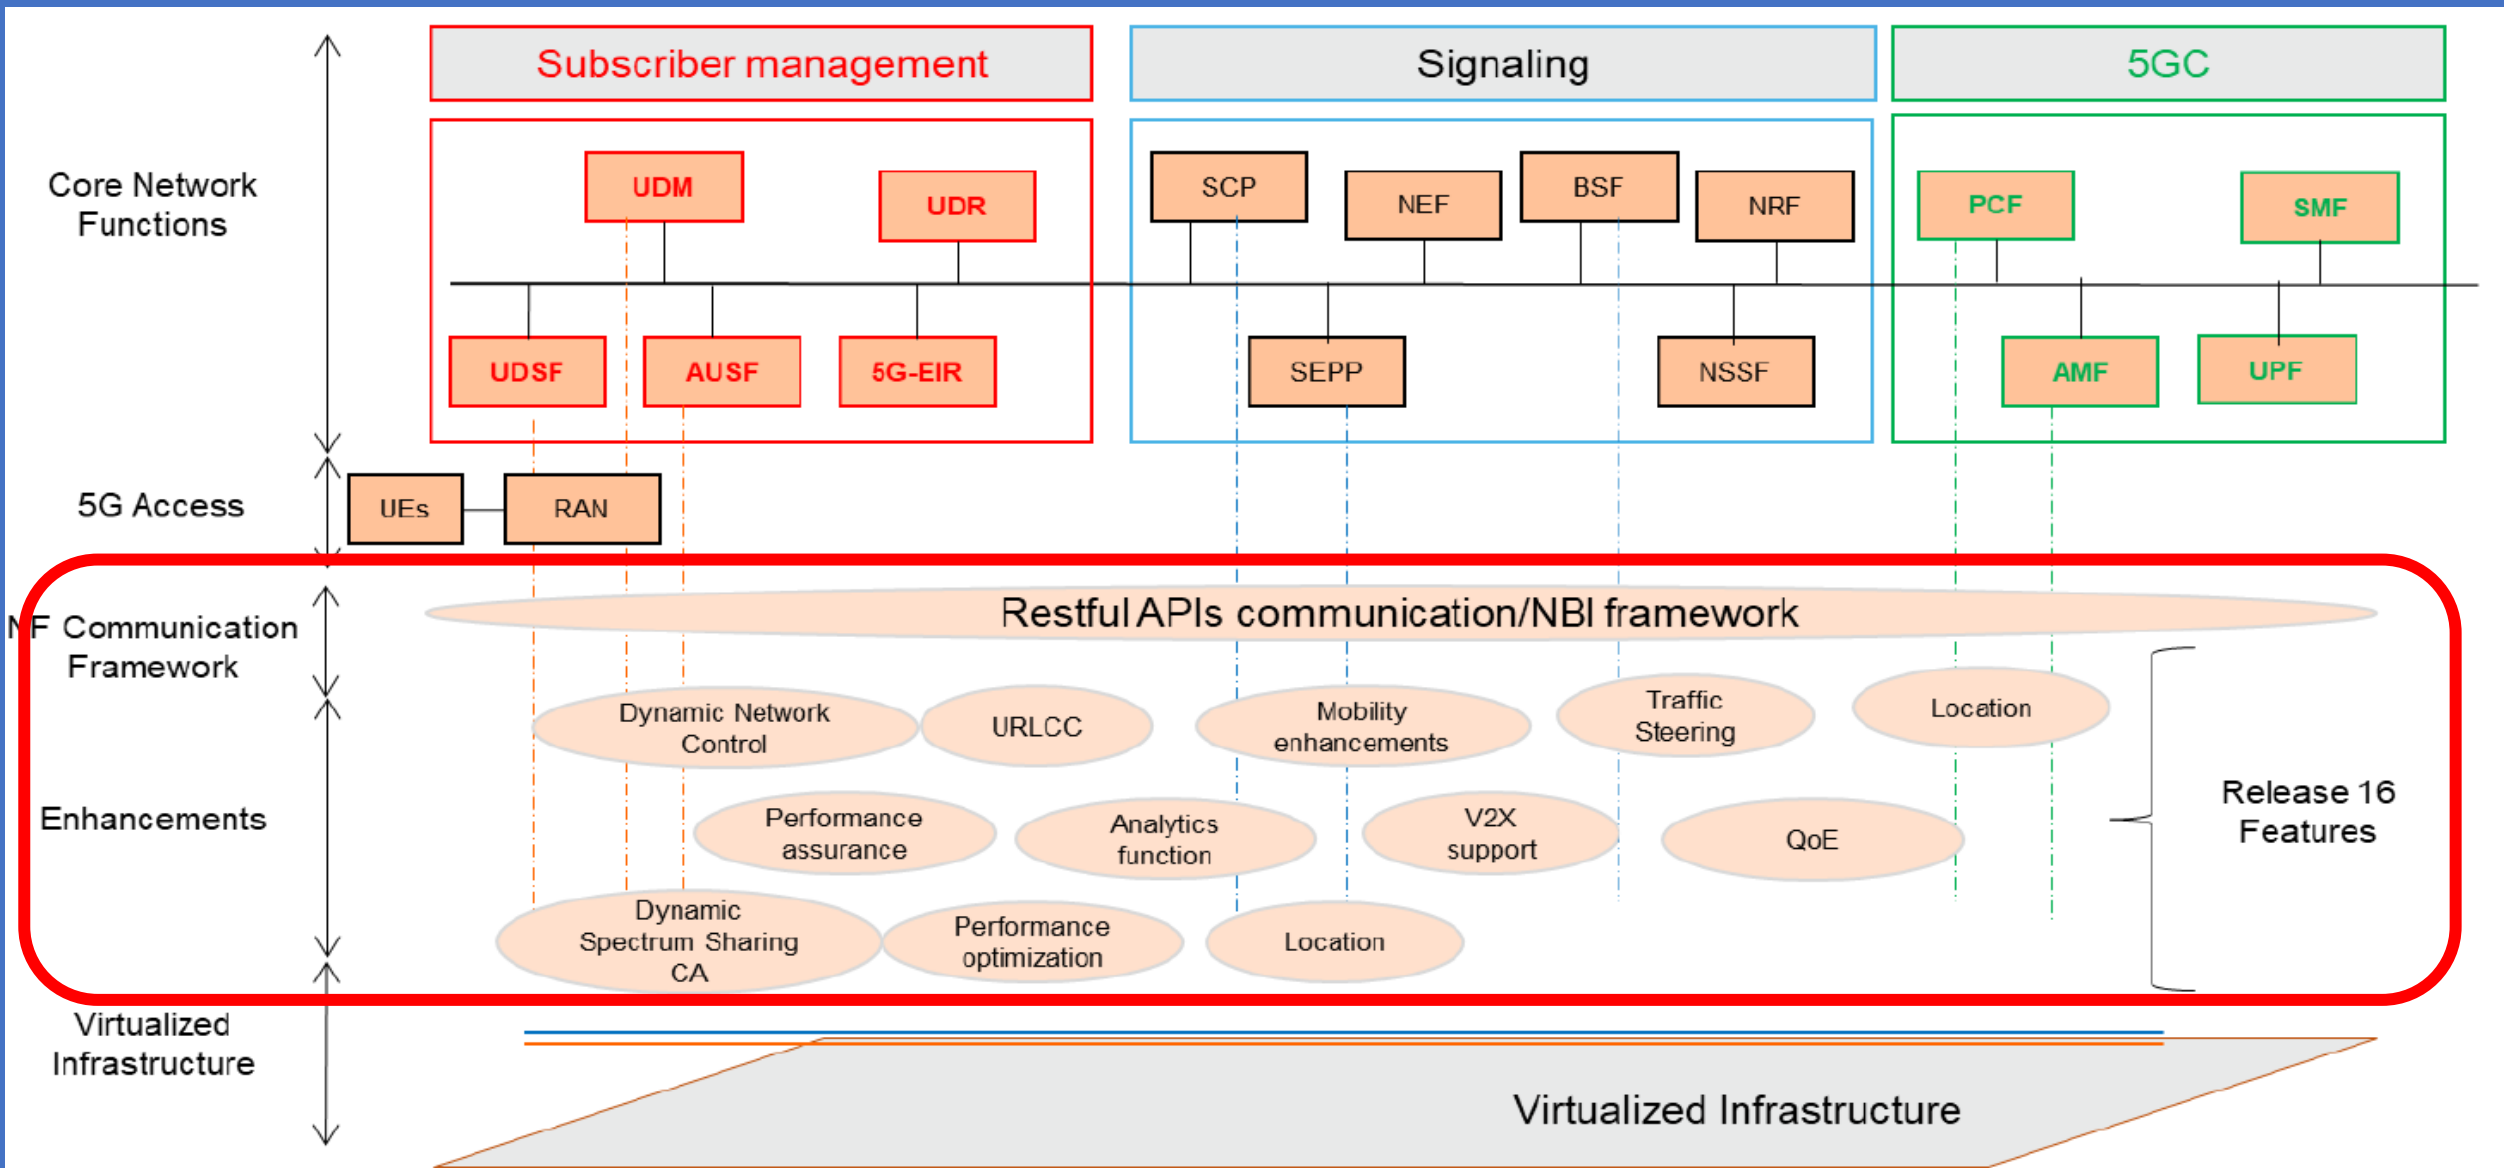 Subscriber management
Signaling
5GC
Core Network
Functions
UDM
UDR
SCP
NEF
BSF
NRF
PCF
SMF
UDSF
AUSF
5G-EIR
SEPP
NSSF
AMF
UPF
5G Access
UEs
RAN
NF Communication
Framework
Restful APIs communication/NBI framework
Enhancements
Dynamic Network
Control
URLCC
Mobility
enhancements
Traffic
Steering
Location
Performance
assurance
Analytics
function
V2X
support
QoE
Release 16
Features
Dynamic
Spectrum Sharing
CA
Performance
optimization
Location
Virtualized
Infrastructure
Virtualized Infrastructure